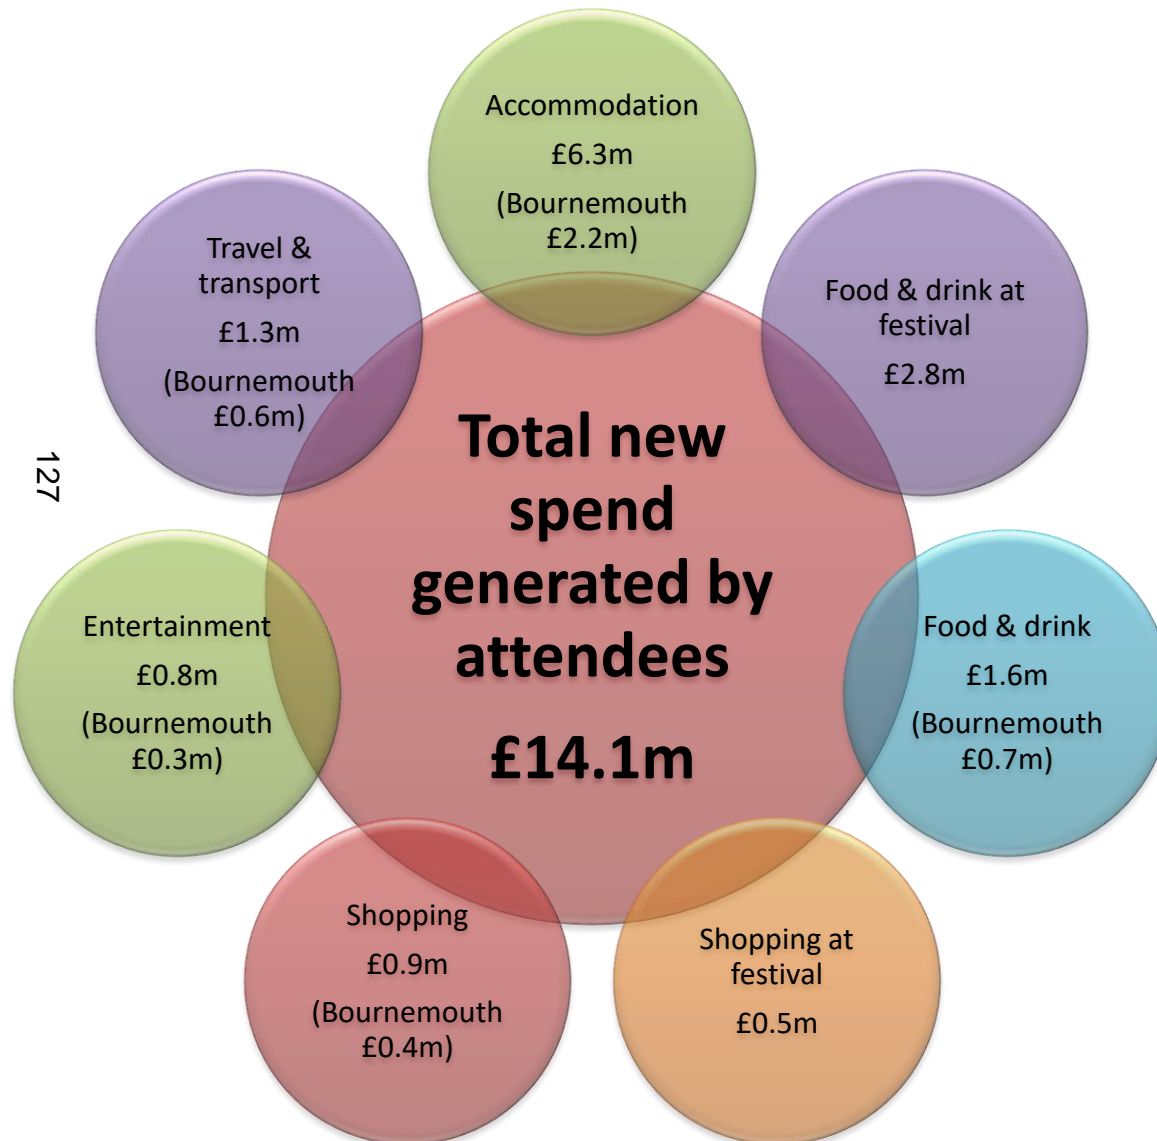 Accommodation
£6.3m
(Bournemouth
£2.2m)
Food & drink at
festival
£2.8m
Food & drink
£1.6m
(Bournemouth
£0.7m)
Shopping at
festival
£0.5m
Shopping
£0.9m
(Bournemouth
£0.4m)
Entertainment
£0.8m
(Bournemouth
£0.3m)
Travel &
transport
£1.3m
(Bournemouth
£0.6m)
Total new
spend
generated by
attendees
£14.1m
127